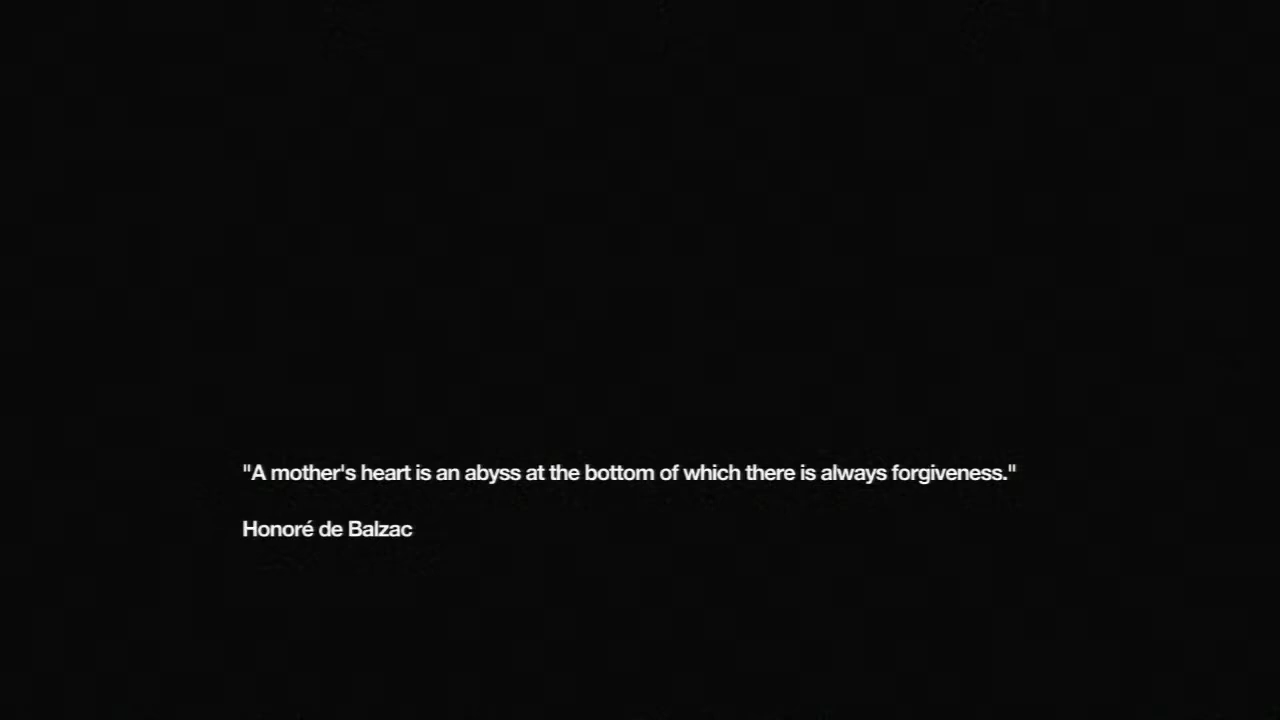 "A mother's heart is an abyss at the bottom of which there is always forgiveness."
Honoré de Balzac